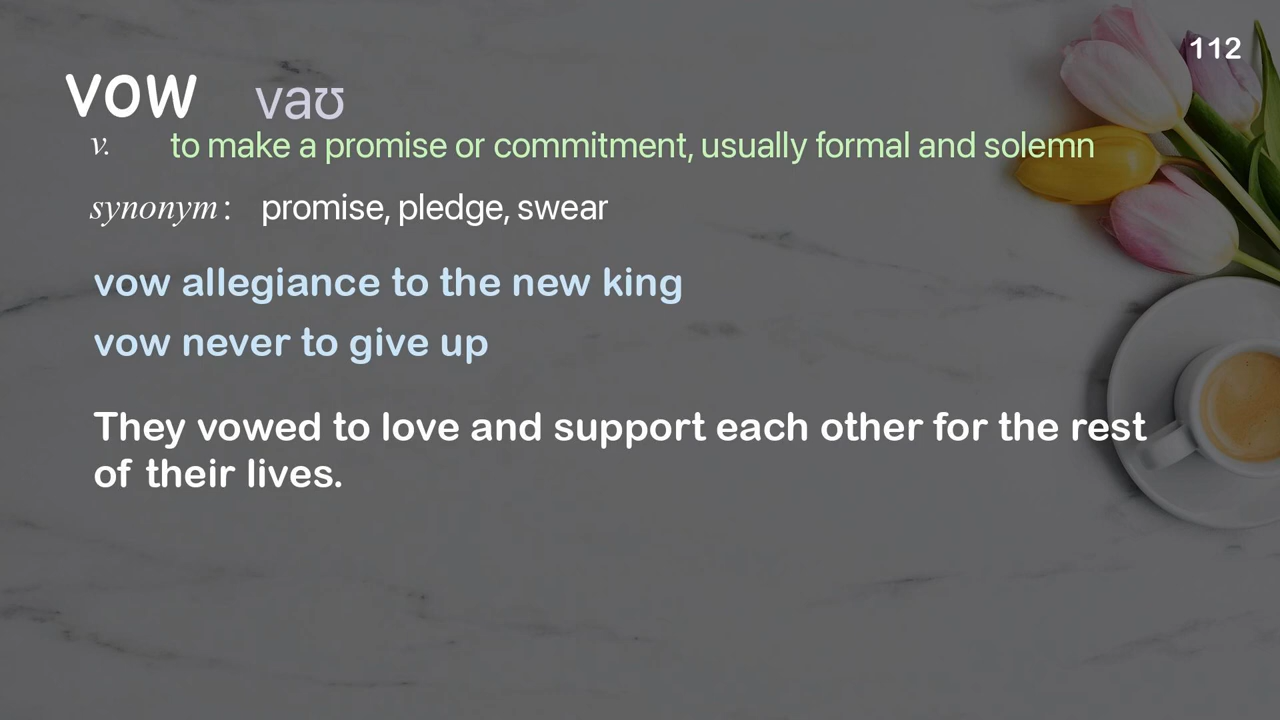 112
vow vaʊ
v. to make a promise or commitment, usually formal and solemn
synonym: promise, pledge, swear
vow allegiance to the new king
vow never to give up
They vowed to love and support each other for the rest
of their lives.